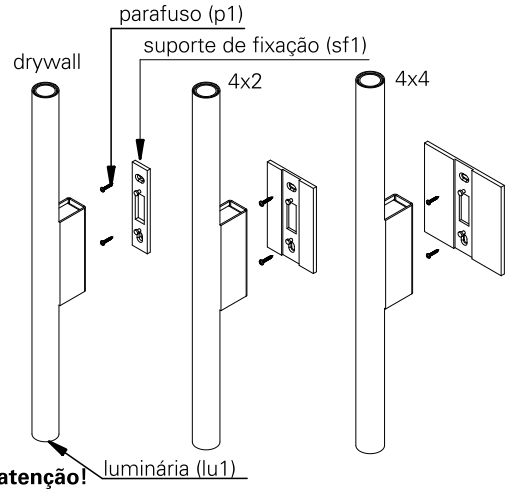 parafuso (p1)
suporte de fixação (sf1)
drywall
4x2
4x4
luminária (lu1)
atenção!